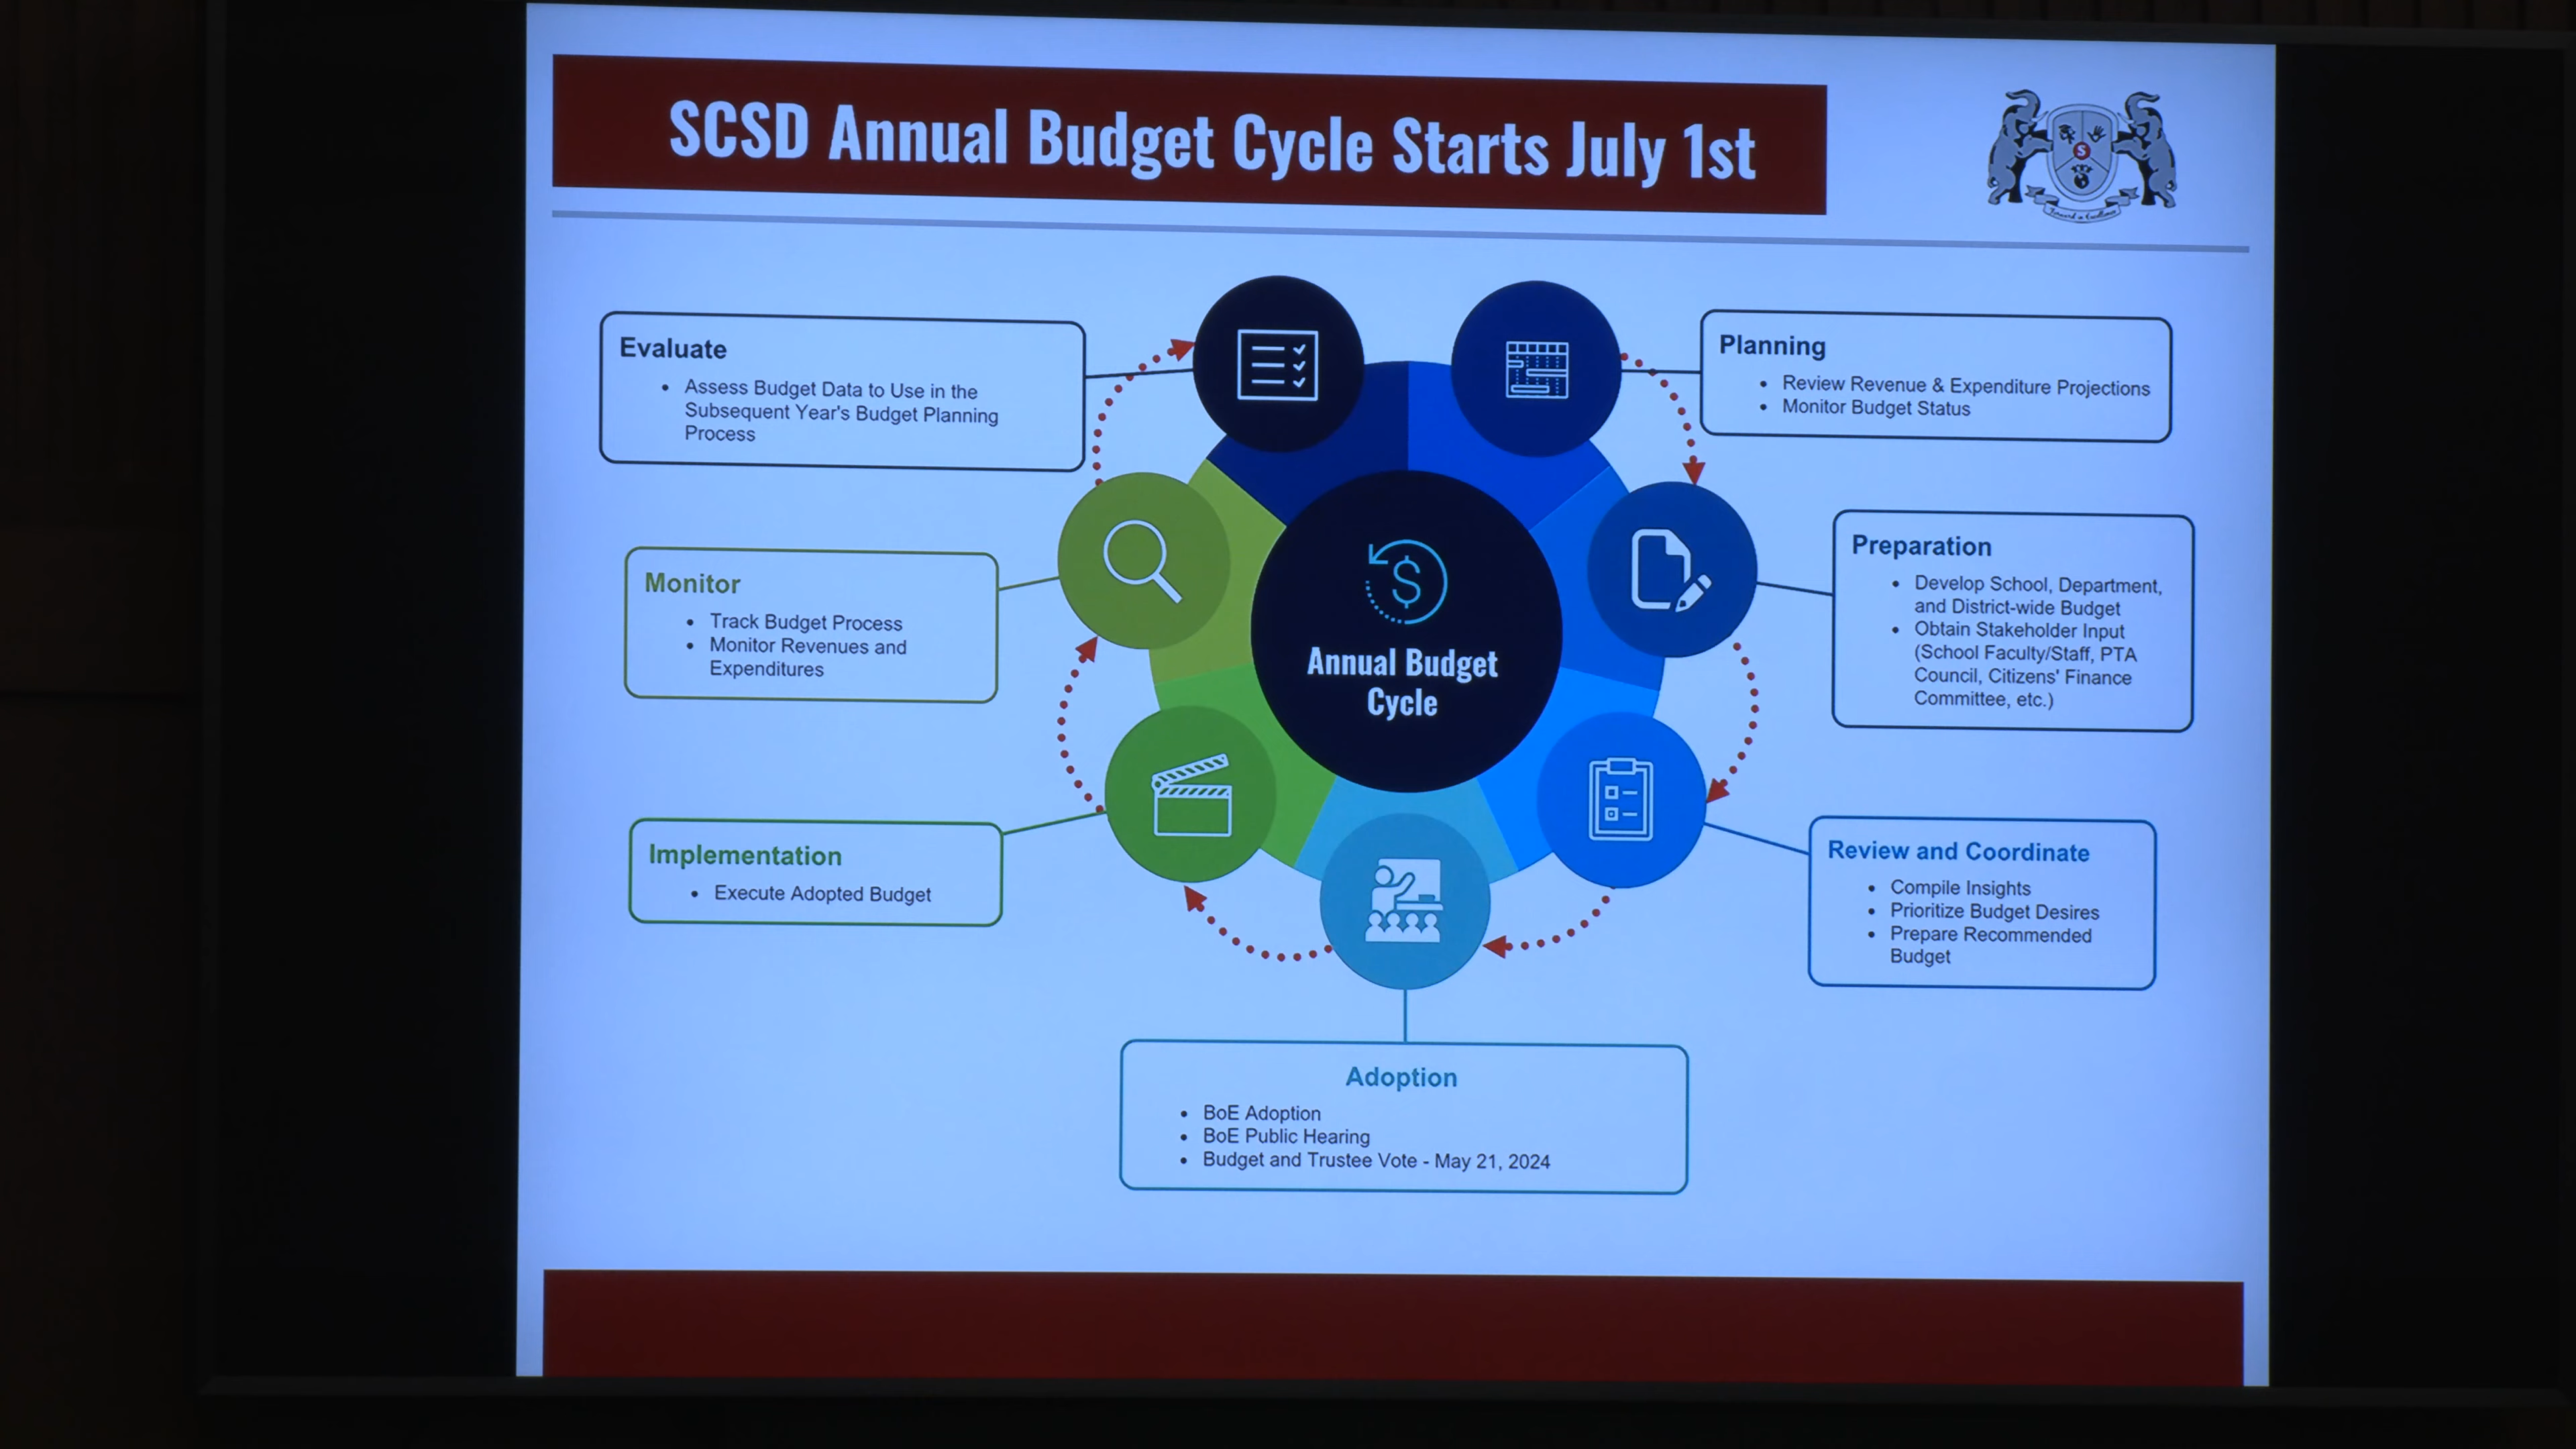 SCSD Annual Budget Cycle Starts July 1st
S
Forward in Excellence
Evaluate
• Assess Budget Data to Use in the
Subsequent Year's Budget Planning
Process
Planning
• Review Revenue & Expenditure Projections
• Monitor Budget Status
Monitor
• Track Budget Process
• Monitor Revenues and
Expenditures
$
Annual Budget
Cycle
Preparation
• Develop School, Department,
and District-wide Budget
• Obtain Stakeholder Input
(School Faculty/Staff, PTA
Council, Citizens' Finance
Committee, etc.)
Implementation
• Execute Adopted Budget
Review and Coordinate
• Compile Insights
• Prioritize Budget Desires
• Prepare Recommended
Budget
Adoption
• BoE Adoption
• BoE Public Hearing
• Budget and Trustee Vote - May 21, 2024